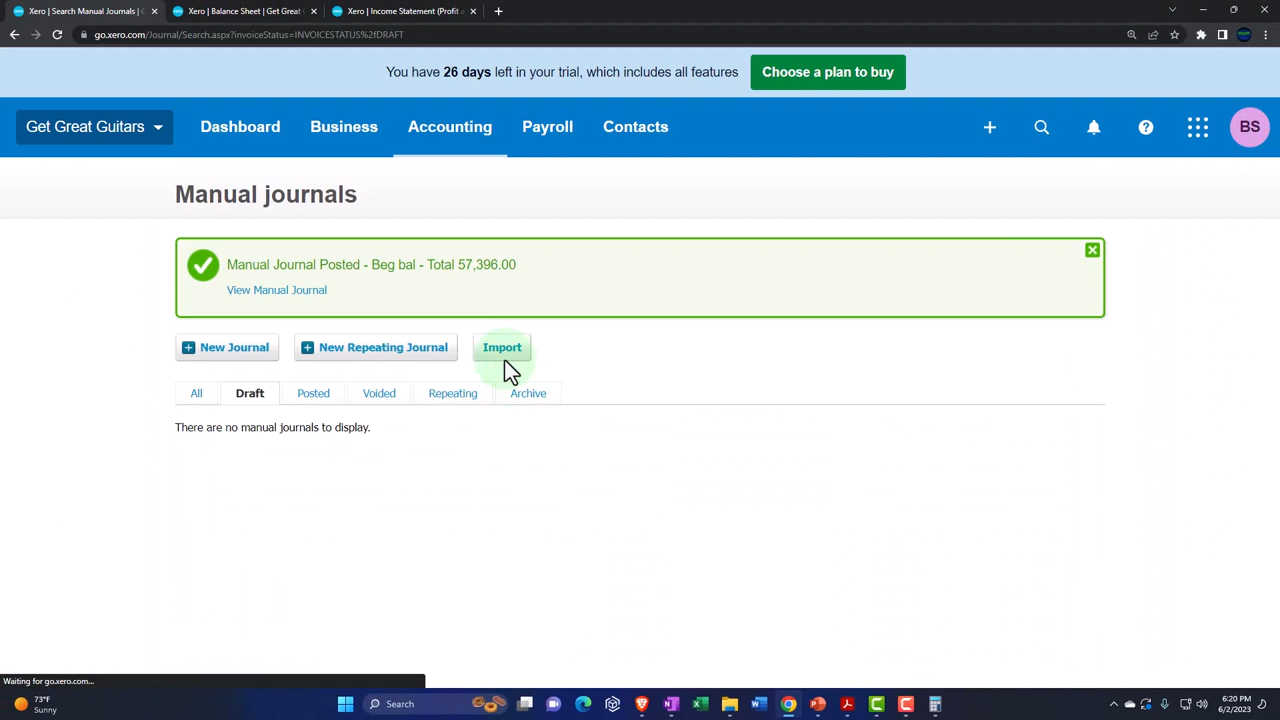 Xero | Search Manual Journals |
Xero | Balance Sheet | Get Great
Xero | Income Statement (Profit a
go.xero.com/Journal/Search.aspx?invoiceStatus=INVOICESTATUS%2fDRAFT
You have 26 days left in your trial, which includes all features
Choose a plan to buy
Get Great Guitars
Dashboard
Business
Accounting
Payroll
Contacts
BS
Manual journals
Manual Journal Posted - Beg bal - Total 57,396.00
View Manual Journal
New Journal
New Repeating Journal
Import
All
Draft
Posted
Voided
Repeating
Archive
There are no manual journals to display.
Waiting for go.xero.com...
73°F
Sunny
Search
6:20 PM
6/2/2023